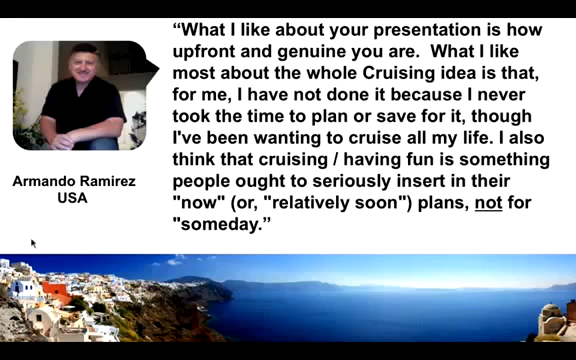 “What I like about your presentation is how
upfront and genuine you are.  What I like
most about the whole Cruising idea is that,
for me, I have not done it because I never
took the time to plan or save for it, though
I've been wanting to cruise all my life. I also
think that cruising / having fun is something
people ought to seriously insert in their
"now" (or, "relatively soon") plans, not for
"someday.”
Armando Ramirez
USA